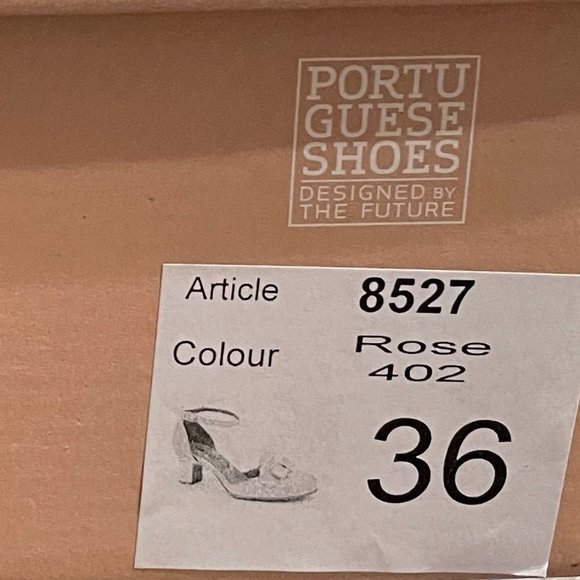 PORTU
GUESE
SHOES
DESIGNED BY
THE FUTURE
Article 8527
Colour Rose
402
36